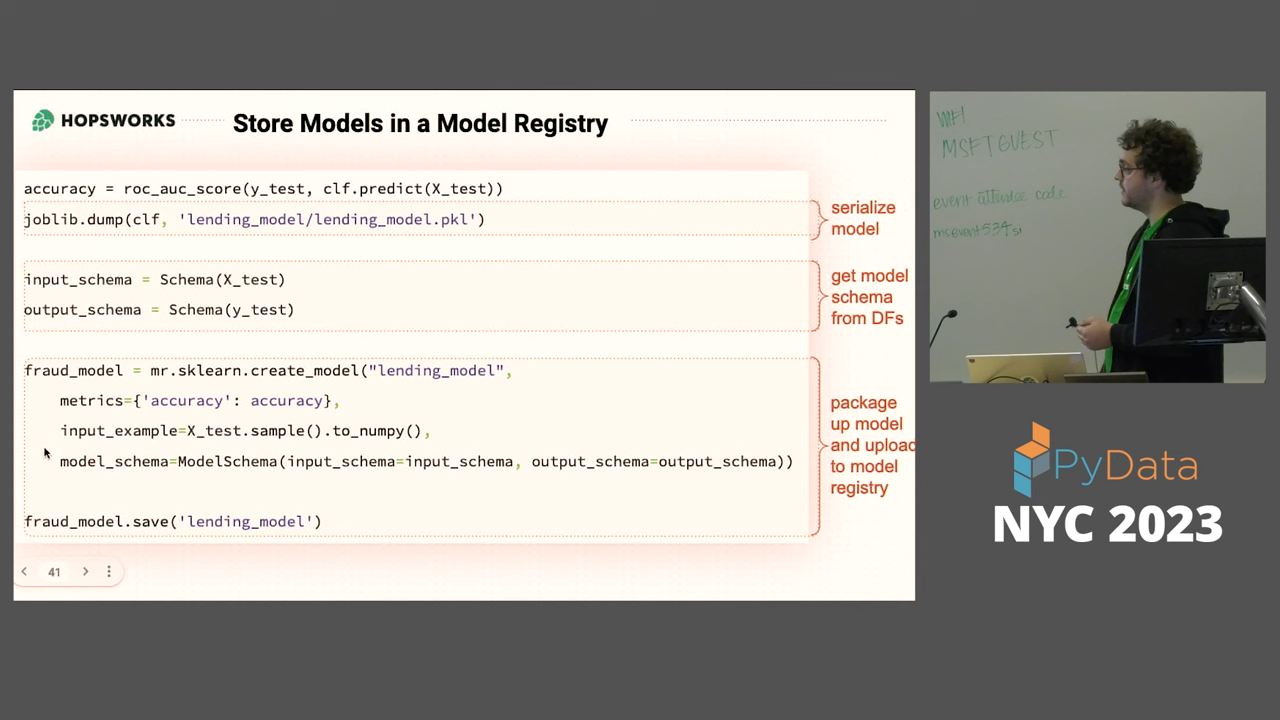 HOPSWORKS
Store Models in a Model Registry
accuracy = roc_auc_score(y_test, clf.predict(X_test))
joblib.dump(clf, 'lending_model/lending_model.pkl')
serialize
model
input_schema = Schema(X_test)
output_schema = Schema(y_test)
get model
schema
from DFs
fraud_model = mr.sklearn.create_model("lending_model",
metrics={'accuracy': accuracy},
input_example=X_test.sample().to_numpy(),
model_schema=ModelSchema(input_schema=input_schema, output_schema=output_schema))
fraud_model.save('lending_model')
package
up model
and upload
to model
registry
41
MSFTGUEST
event attendee code
PyData
NYC 2023